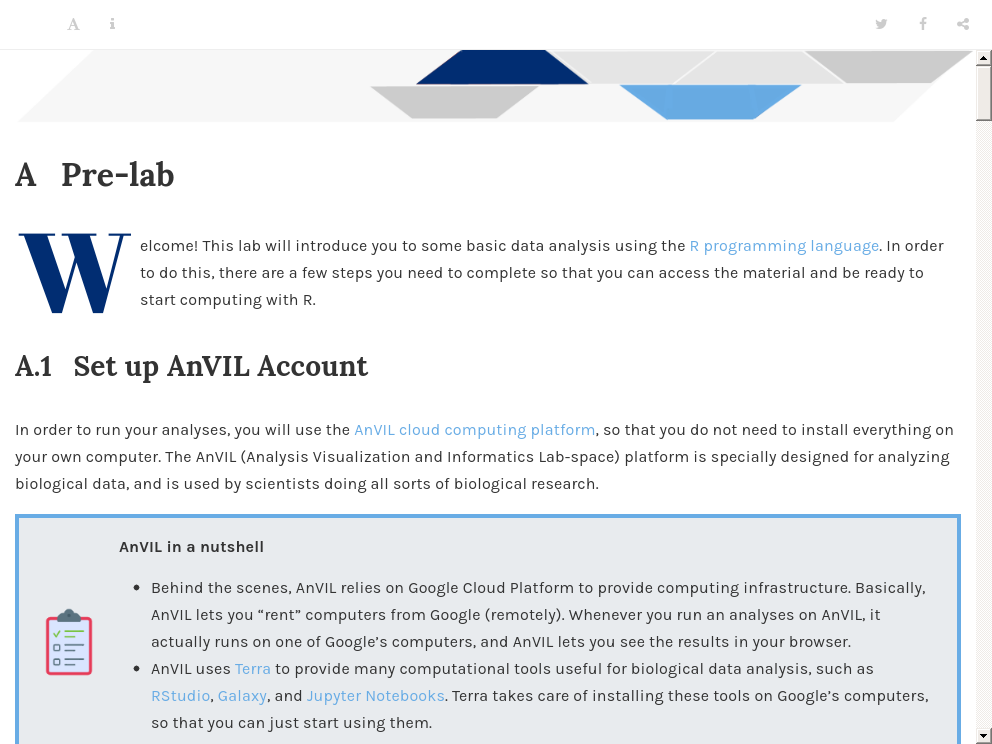 A Pre-lab
Welcome! This lab will introduce you to some basic data analysis using the R programming language. In order
to do this, there are a few steps you need to complete so that you can access the material and be ready to
start computing with R.
A.1 Set up AnVIL Account
In order to run your analyses, you will use the AnVIL cloud computing platform, so that you do not need to install everything on
your own computer. The AnVIL (Analysis Visualization and Informatics Lab-space) platform is specially designed for analyzing
biological data, and is used by scientists doing all sorts of biological research.
AnVIL in a nutshell
• Behind the scenes, AnVIL relies on Google Cloud Platform to provide computing infrastructure. Basically,
AnVIL lets you “rent” computers from Google (remotely). Whenever you run an analyses on AnVIL, it
actually runs on one of Google’s computers, and AnVIL lets you see the results in your browser.
• AnVIL uses Terra to provide many computational tools useful for biological data analysis, such as
RStudio, Galaxy, and Jupyter Notebooks. Terra takes care of installing these tools on Google’s computers,
so that you can just start using them.